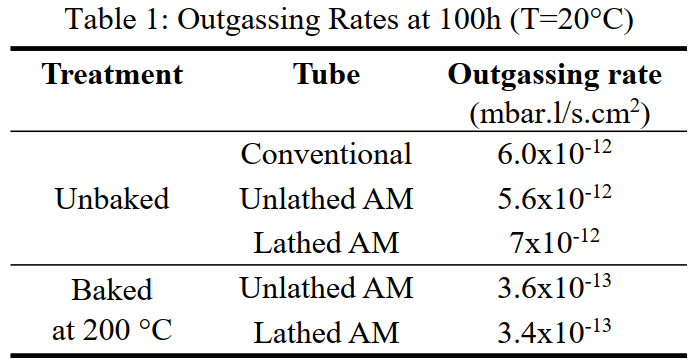 Table 1: Outgassing Rates at 100h (T=20°C)
Treatment Tube Outgassing rate
(mbar.l/s.cm²)
Conventional 6.0x10⁻¹²
Unbaked Unlathed AM 5.6x10⁻¹²
Lathed AM 7x10⁻¹²
Baked Unlathed AM 3.6x10⁻¹³
at 200 °C Lathed AM 3.4x10⁻¹³